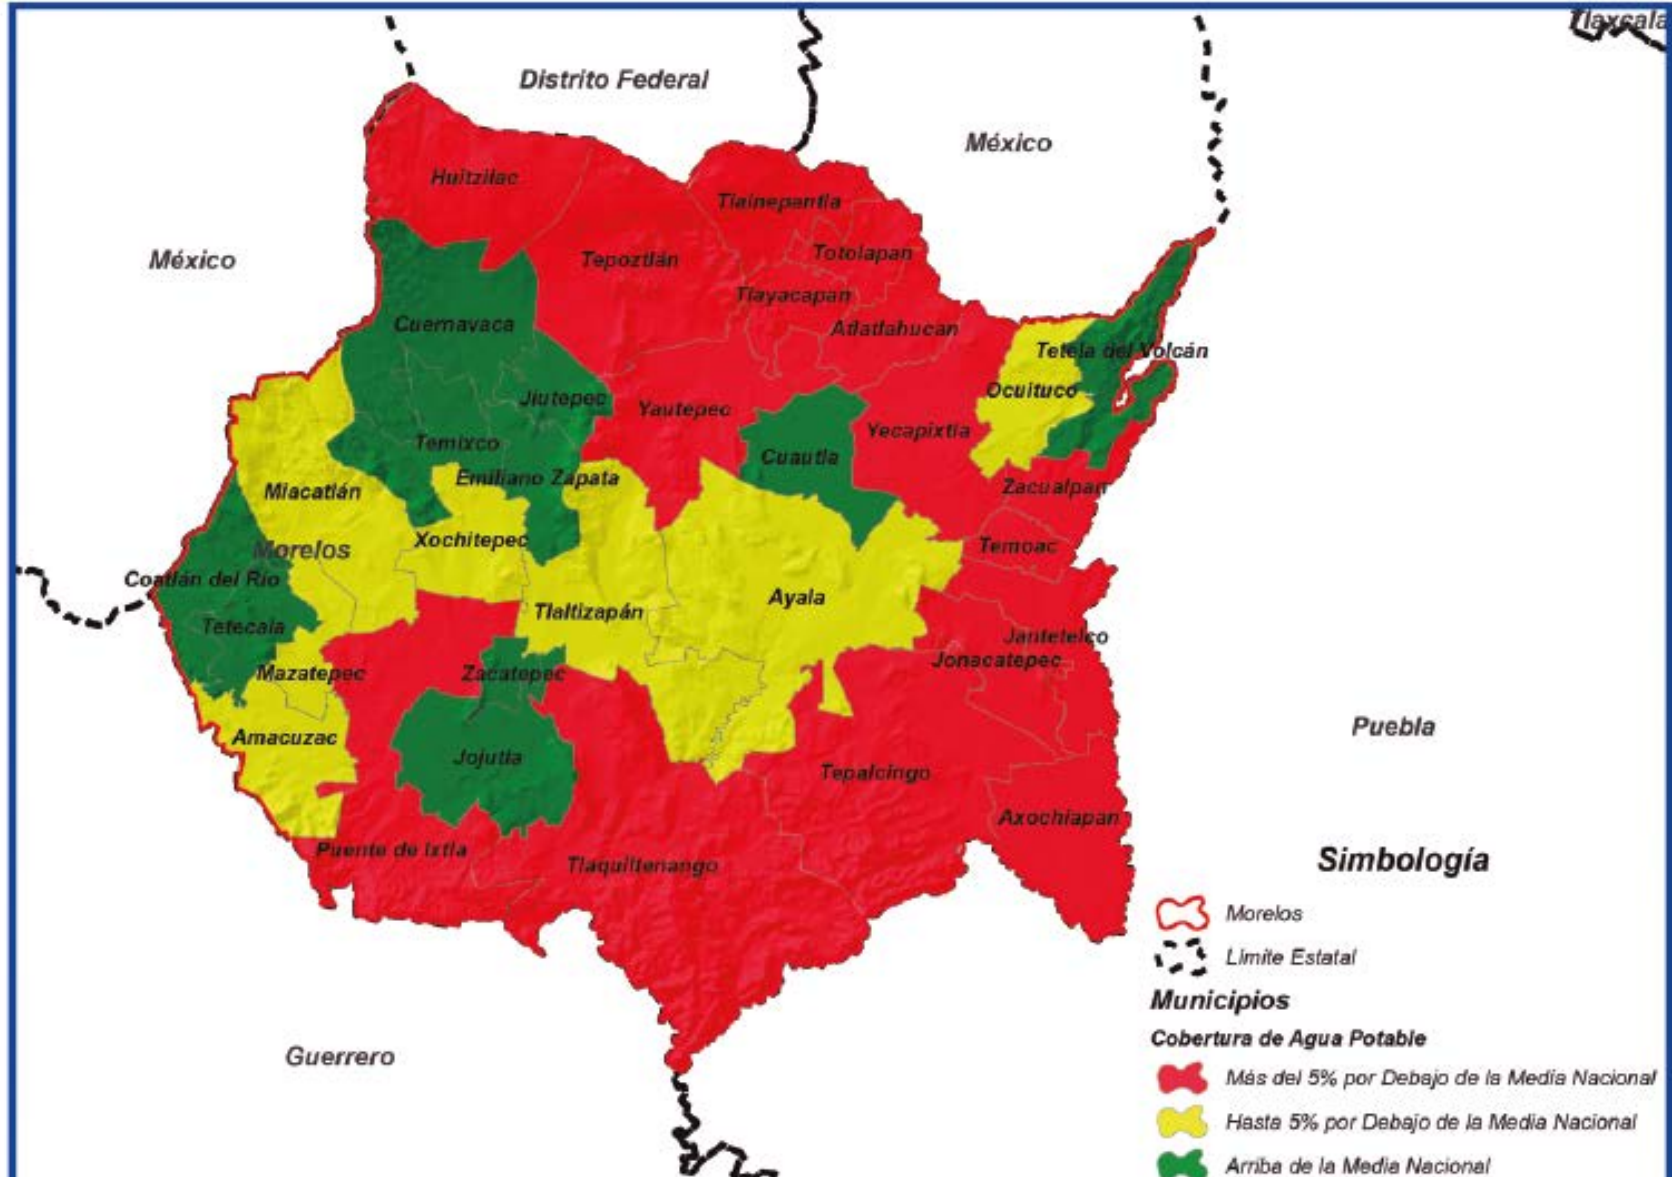 Tlaxcala
Distrito Federal
México
Huitzilac
Tlalnepantla
México
Tepoztlán
Totolapan
Tlayacapan
Cuernavaca
Atlatlahucan
Tetela del Volcán
Ocuituco
Jiutepec
Yautepec
Yecapixtla
Temixco
Cuautla
Emiliano Zapata
Miacatlán
Zacualpan
Xochitepec
Morelos
Temoac
Coatlán del Río
Ayala
Tlaltizapán
Tetecala
Jantetelco
Jonacatepec
Mazatepec
Zacatepec
Amacuzac
Jojutla
Puebla
Tepalcingo
Axochiapan
Puente de Ixtla
Tlaquiltenango
Guerrero
Simbología
Morelos
Límite Estatal
Municipios
Cobertura de Agua Potable
Más del 5% por Debajo de la Media Nacional
Hasta 5% por Debajo de la Media Nacional
Arriba de la Media Nacional